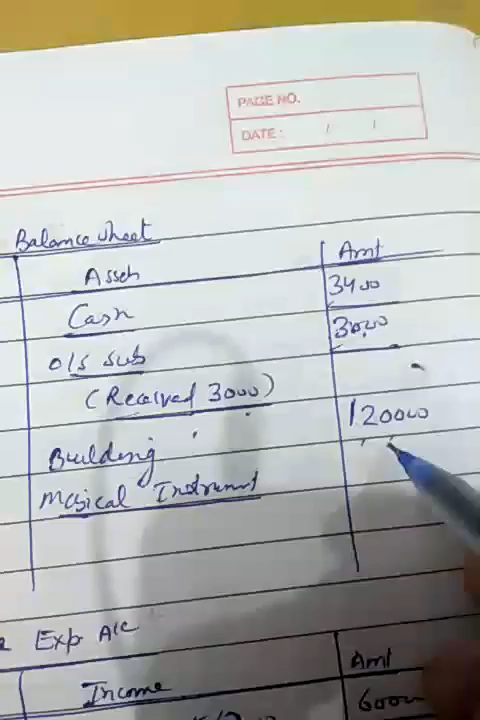 PAGE NO.
DATE : / /
Balance sheet
Assets Amt
Cash 3400
O/s sub 3000
(Received 3000)
Building 120000
Musical Instrument
Exp A/c
Income Amt